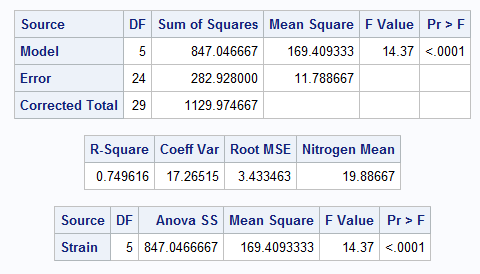 Source DF Sum of Squares Mean Square F Value Pr > F
Model 5 847.046667 169.409333 14.37 <.0001
Error 24 282.928000 11.788667
Corrected Total 29 1129.974667
R-Square Coeff Var Root MSE Nitrogen Mean
0.749616 17.26515 3.433463 19.88667
Source DF Anova SS Mean Square F Value Pr > F
Strain 5 847.0466667 169.4093333 14.37 <.0001